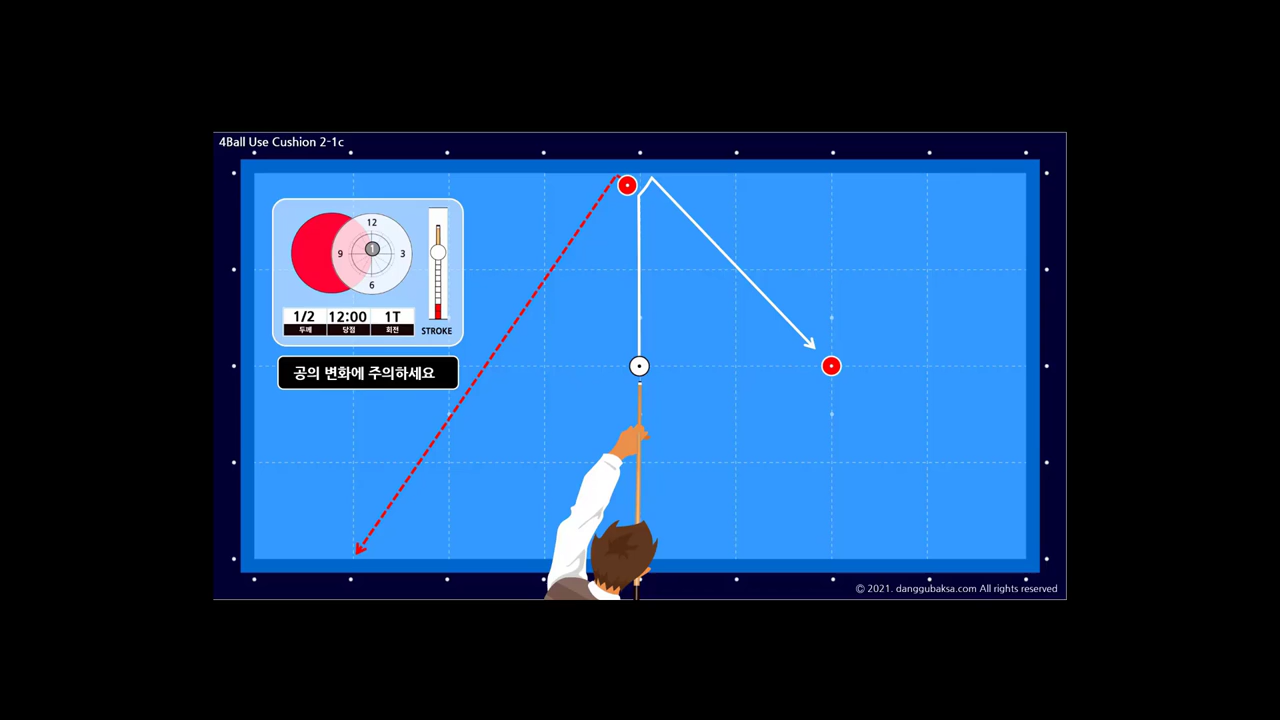 4Ball Use Cushion 2-1c
12
9
1
3
6
1/2 12:00 1T
두께 당점 회전
STROKE
공의 변화에 주의하세요
© 2021. danggubaksa.com All rights reserved